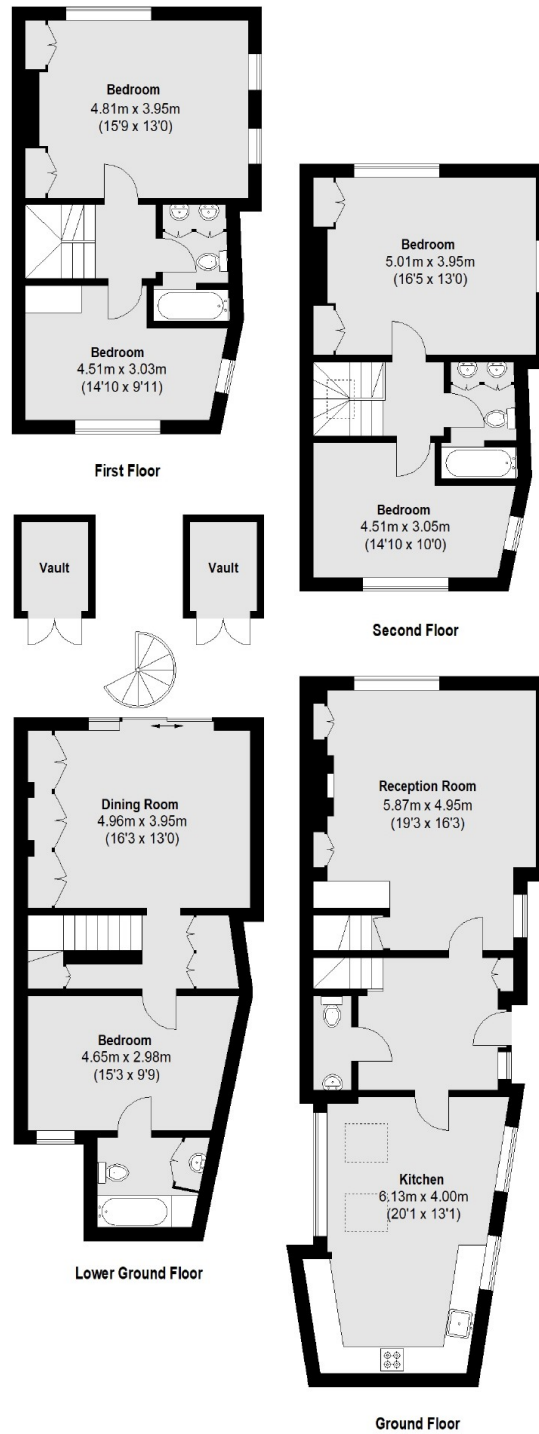 Bedroom
4.81m x 3.95m
(15'9 x 13'0)
Bedroom
4.51m x 3.03m
(14'10 x 9'11)
First Floor
Bedroom
5.01m x 3.95m
(16'5 x 13'0)
Bedroom
4.51m x 3.05m
(14'10 x 10'0)
Second Floor
Vault
Vault
Dining Room
4.96m x 3.95m
(16'3 x 13'0)
Bedroom
4.65m x 2.98m
(15'3 x 9'9)
Lower Ground Floor
Reception Room
5.87m x 4.95m
(19'3 x 16'3)
Kitchen
6.13m x 4.00m
(20'1 x 13'1)
Ground Floor